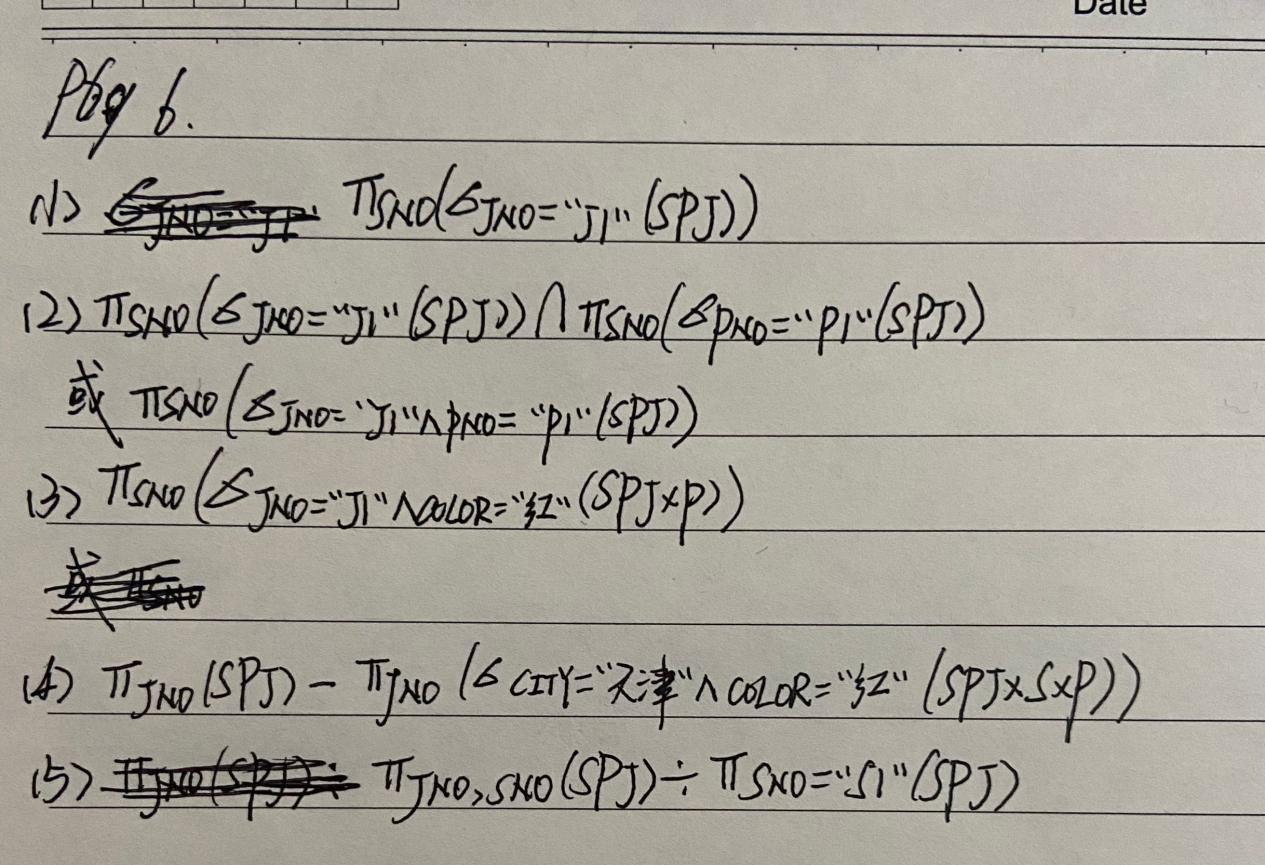 Date
P69 6.
(1) πSNO(σJNO="J1"(SPJ))
(2) πSNO(σJNO="J1"(SPJ))∩πSNO(σPNO="P1"(SPJ))
或 πSNO(σJNO="J1"∧PNO="P1"(SPJ))
(3) πSNO(σJNO="J1"∧COLOR="红"(SPJ×P))
(4) πJNO(SPJ)-πJNO(σCITY="天津"∧COLOR="红"(SPJ×S×P))
(5) πJNO,SNO(SPJ)÷πSNO="S1"(SPJ)